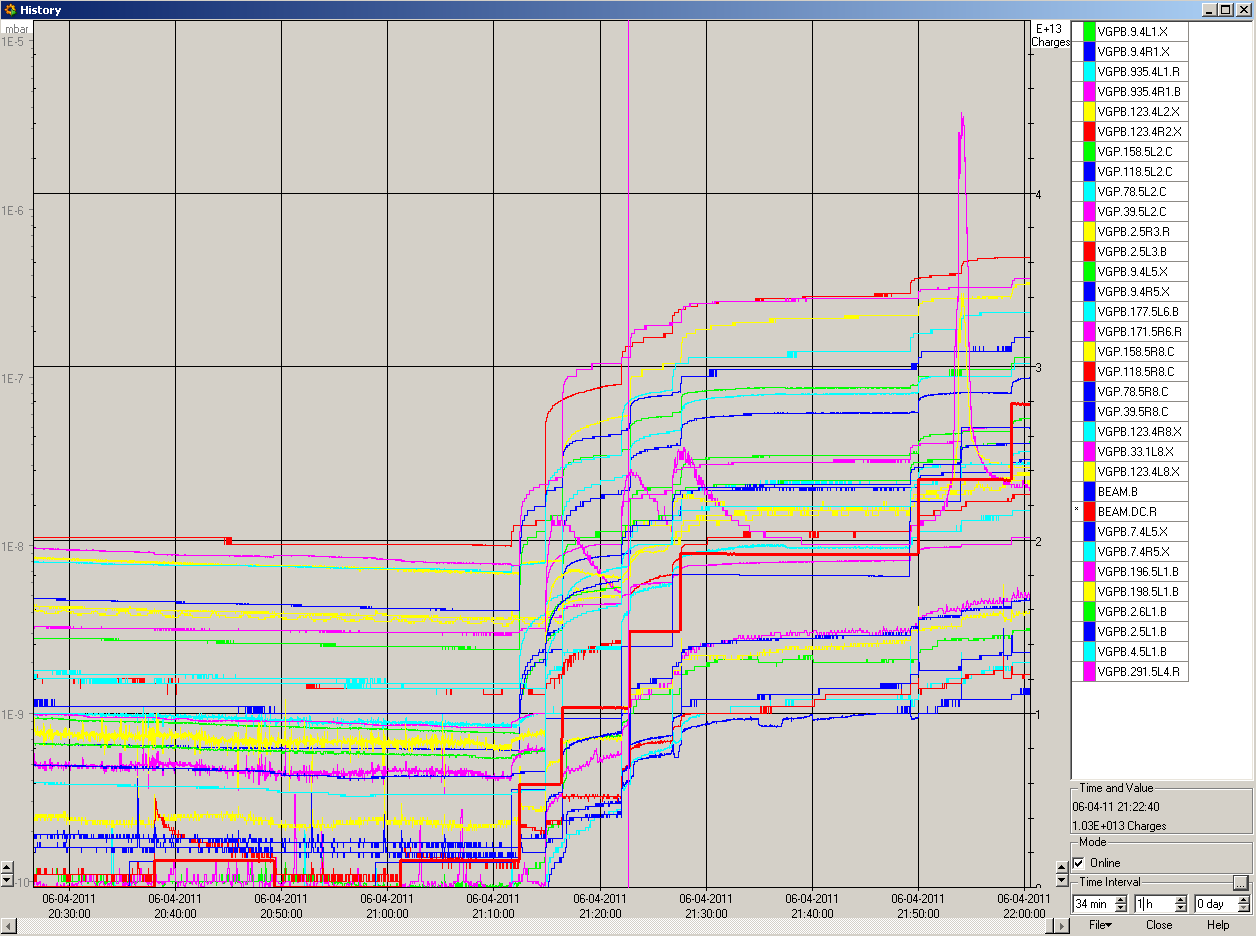 History
mbar
1E-5
1E-6
1E-7
1E-8
1E-9
-10
E+13
Charges
4
3
2
1
0
06-04-2011 06-04-2011 06-04-2011 06-04-2011 06-04-2011 06-04-2011 06-04-2011 06-04-2011 06-04-2011 06-04-2011
20:30:00 20:40:00 20:50:00 21:00:00 21:10:00 21:20:00 21:30:00 21:40:00 21:50:00 22:00:00
VGPB.9.4L1.X
VGPB.9.4R1.X
VGPB.935.4L1.R
VGPB.935.4R1.B
VGPB.123.4L2.X
VGPB.123.4R2.X
VGP.158.5L2.C
VGP.118.5L2.C
VGP.78.5L2.C
VGP.39.5L2.C
VGPB.2.5R3.R
VGPB.2.5L3.B
VGPB.9.4L5.X
VGPB.9.4R5.X
VGPB.177.5L6.B
VGPB.171.5R6.R
VGP.158.5R8.C
VGP.118.5R8.C
VGP.78.5R8.C
VGP.39.5R8.C
VGPB.123.4R8.X
VGPB.33.1L8.X
VGPB.123.4L8.X
BEAM.B
* BEAM.DC.R
VGPB.7.4L5.X
VGPB.7.4R5.X
VGPB.196.5L1.B
VGPB.198.5L1.B
VGPB.2.6L1.B
VGPB.2.5L1.B
VGPB.4.5L1.B
VGPB.291.5L4.R
Time and Value
06-04-11 21:22:40
1.03E+013 Charges
Mode
Online
Time Interval
...
34 min 1 h 0 day
File Close Help